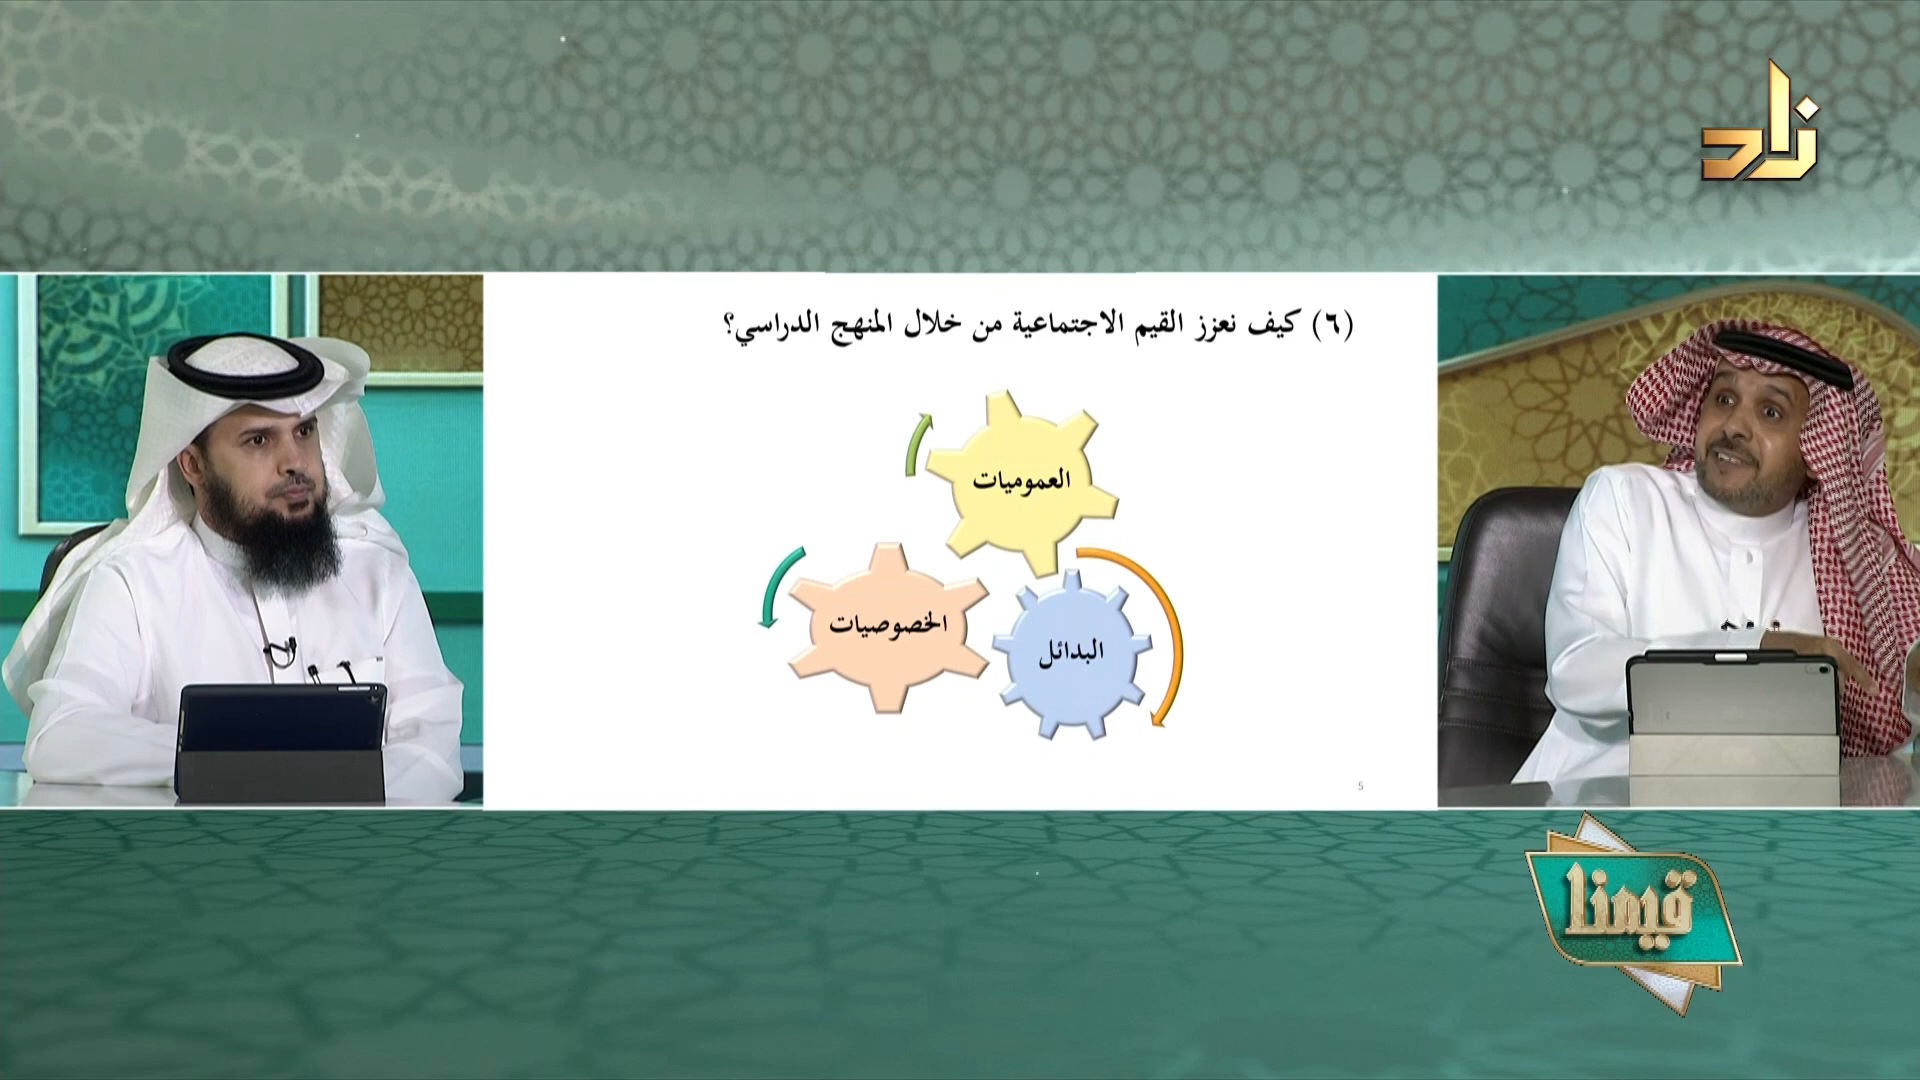 زاد
(٦) كيف نعزز القيم الاجتماعية من خلال المنهج الدراسي؟
العموميات
الخصوصيات
البدائل
5
قيمنا